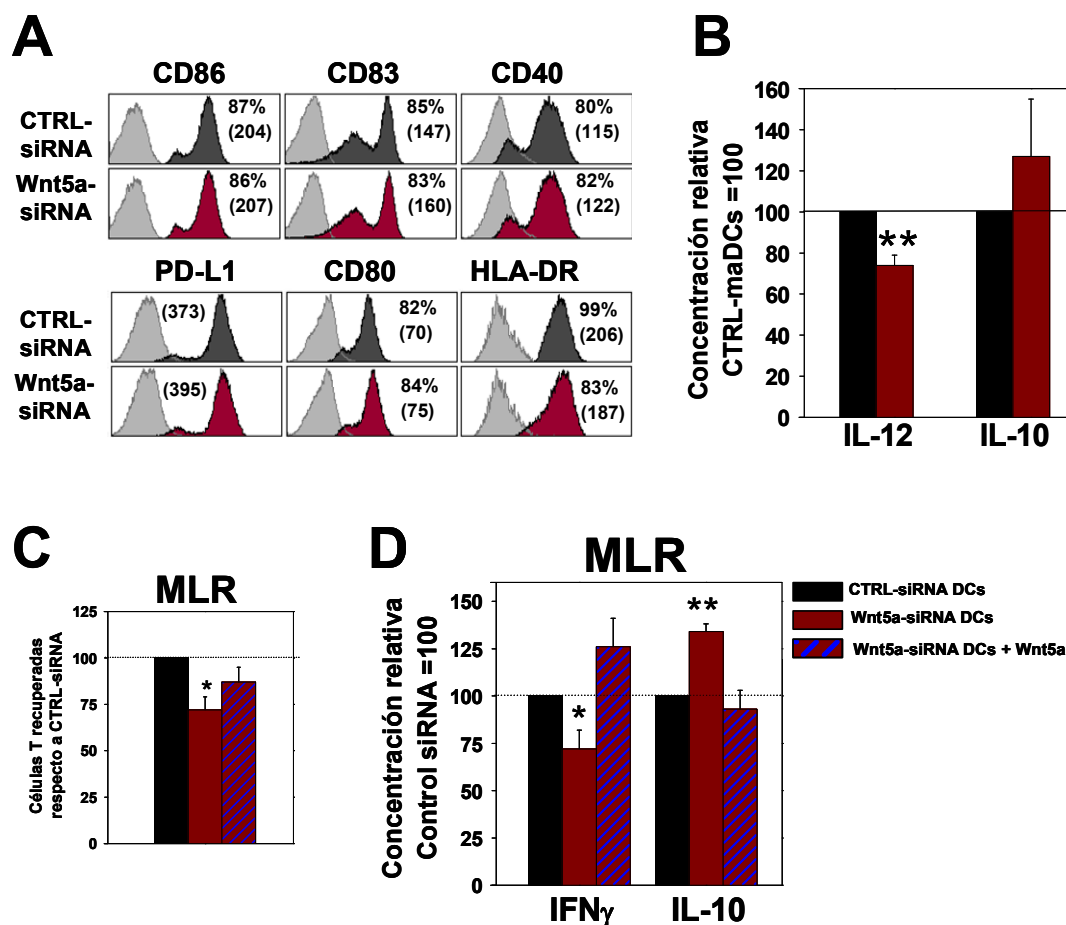 A
CD86
CD83
CD40
CTRL-
siRNA
87%
(204)
85%
(147)
80%
(115)
Wnt5a-
siRNA
86%
(207)
83%
(160)
82%
(122)
PD-L1
CD80
HLA-DR
CTRL-
siRNA
(373)
82%
(70)
99%
(206)
Wnt5a-
siRNA
(395)
84%
(75)
83%
(187)
B
Concentración relativa
CTRL-maDCs =100
160
140
120
100
80
60
40
20
0
**
IL-12
IL-10
C
MLR
Células T recuperadas
respecto a CTRL-siRNA
125
100
75
50
25
0
*
D
MLR
Concentración relativa
Control siRNA =100
150
125
100
75
50
25
0
*
**
IFNγ
IL-10
CTRL-siRNA DCs
Wnt5a-siRNA DCs
Wnt5a-siRNA DCs + Wnt5a